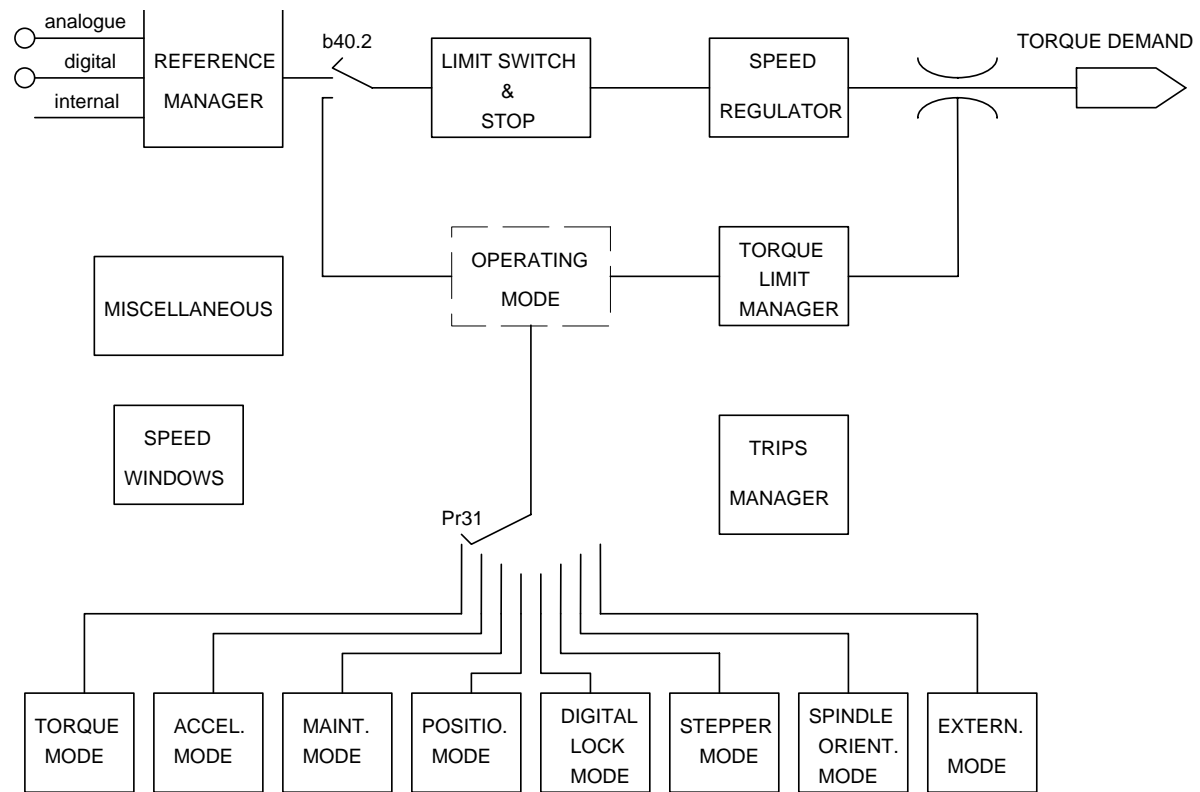 analogue
digital
internal
REFERENCE
MANAGER
b40.2
LIMIT SWITCH
&
STOP
SPEED
REGULATOR
TORQUE DEMAND
OPERATING
MODE
TORQUE
LIMIT
MANAGER
MISCELLANEOUS
SPEED
WINDOWS
TRIPS
MANAGER
Pr31
TORQUE
MODE
ACCEL.
MODE
MAINT.
MODE
POSITIO.
MODE
DIGITAL
LOCK
MODE
STEPPER
MODE
SPINDLE
ORIENT.
MODE
EXTERN.
MODE